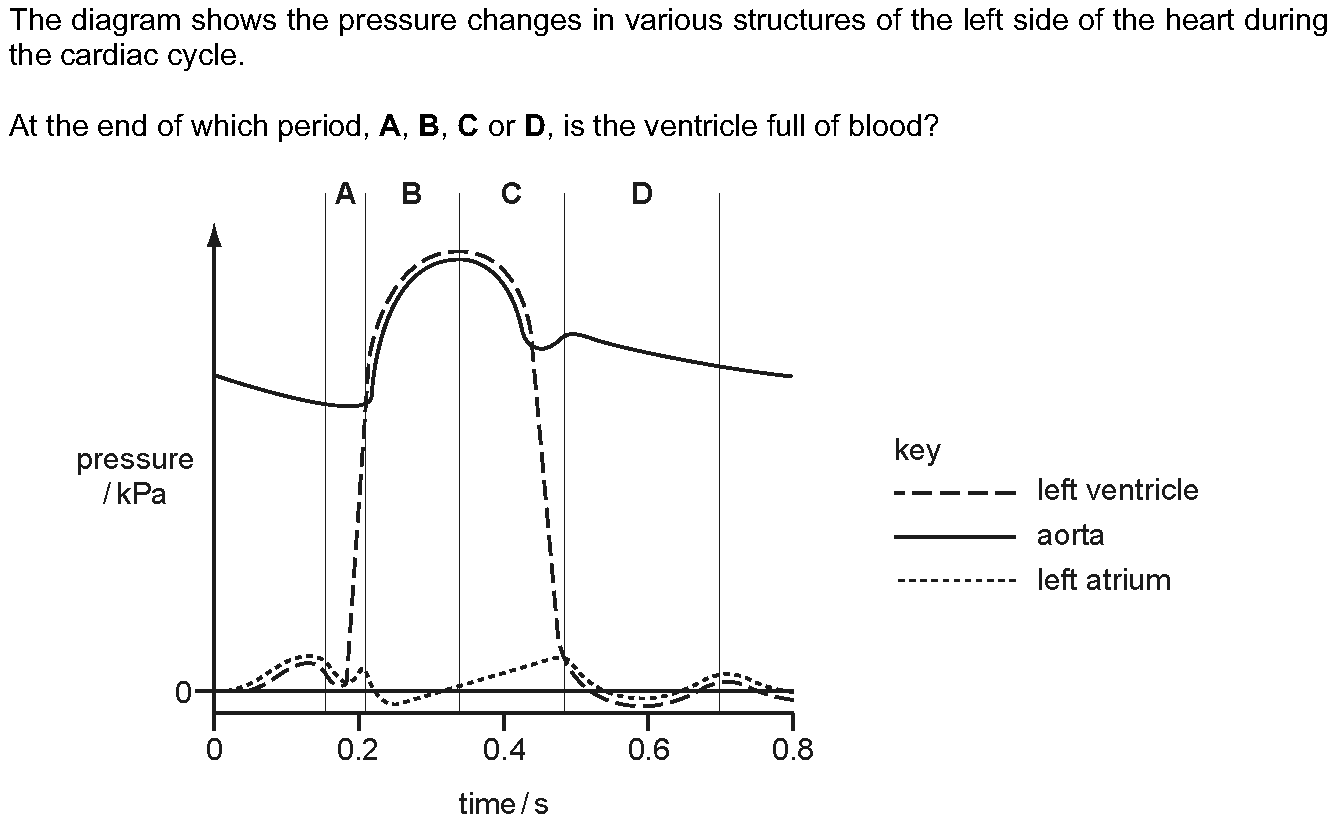 The diagram shows the pressure changes in various structures of the left side of the heart during
the cardiac cycle.
At the end of which period, A, B, C or D, is the ventricle full of blood?
A B C D
pressure
/ kPa
key
left ventricle
aorta
left atrium
0
0 0.2 0.4 0.6 0.8
time / s